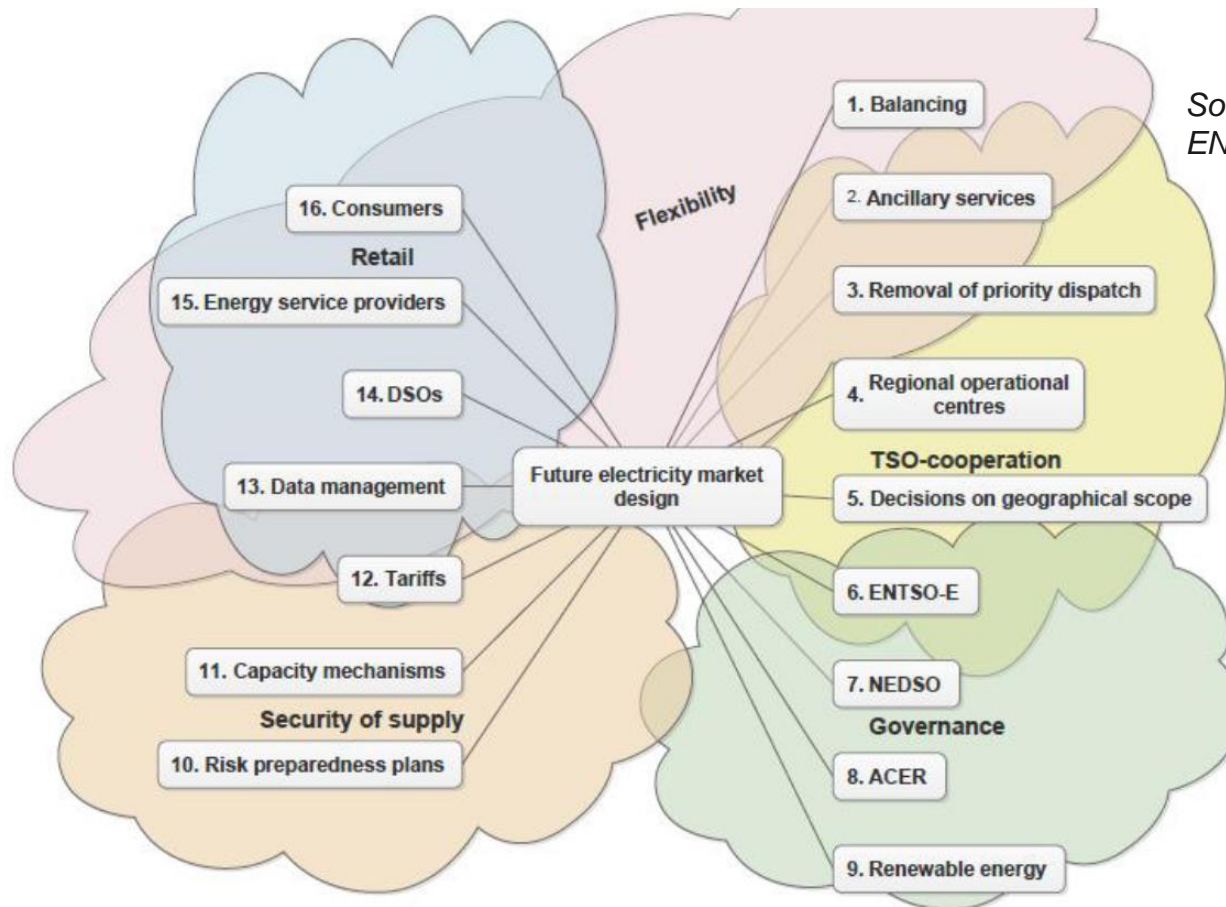 So
EN
Flexibility
1. Balancing
2. Ancillary services
3. Removal of priority dispatch
4. Regional operational
centres
TSO-cooperation
5. Decisions on geographical scope
6. ENTSO-E
7. NEDSO
Governance
8. ACER
9. Renewable energy
Future electricity market
design
16. Consumers
Retail
15. Energy service providers
14. DSOs
13. Data management
12. Tariffs
11. Capacity mechanisms
Security of supply
10. Risk preparedness plans